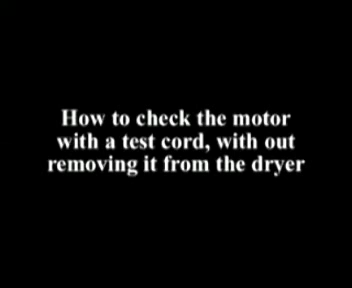 How to check the motor
with a test cord, with out
removing it from the dryer